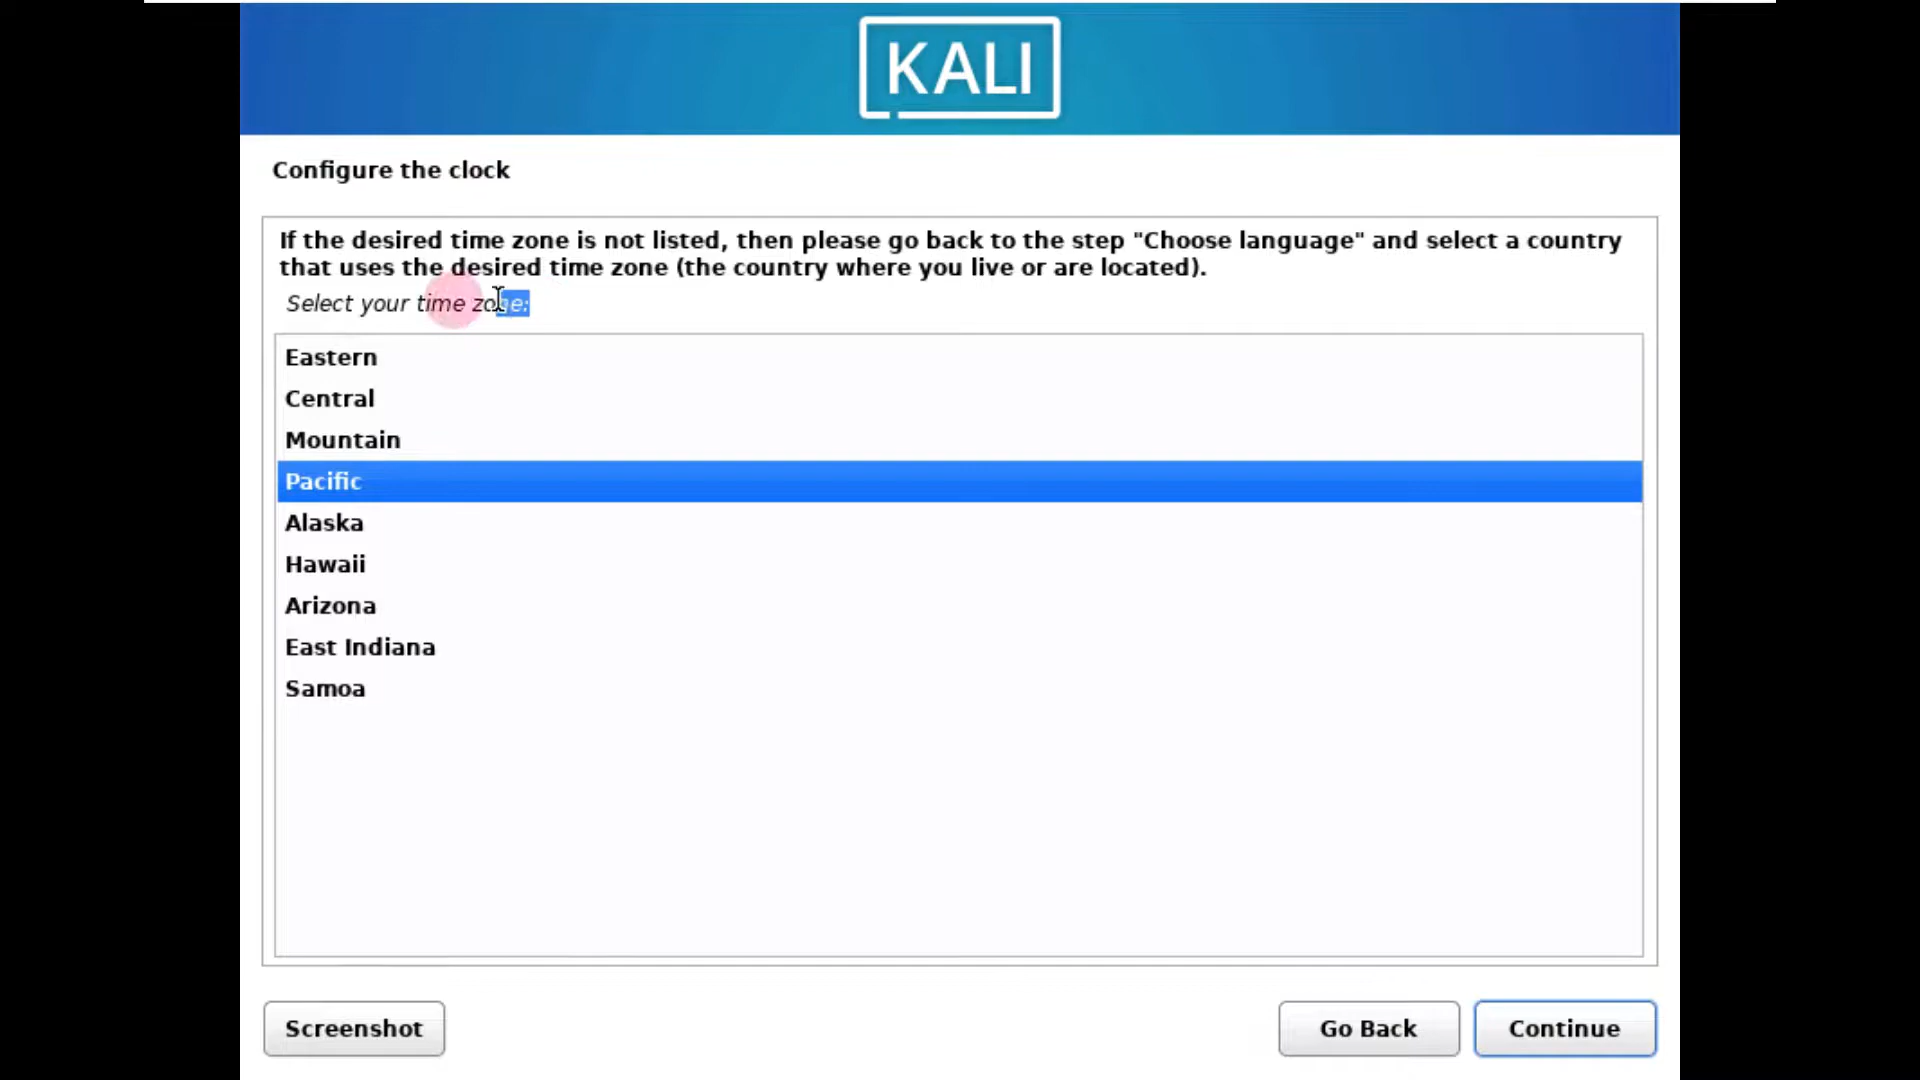 KALI
Configure the clock
If the desired time zone is not listed, then please go back to the step "Choose language" and select a country
that uses the desired time zone (the country where you live or are located).
Select your time zone:
Eastern
Central
Mountain
Pacific
Alaska
Hawaii
Arizona
East Indiana
Samoa
Screenshot
Go Back
Continue